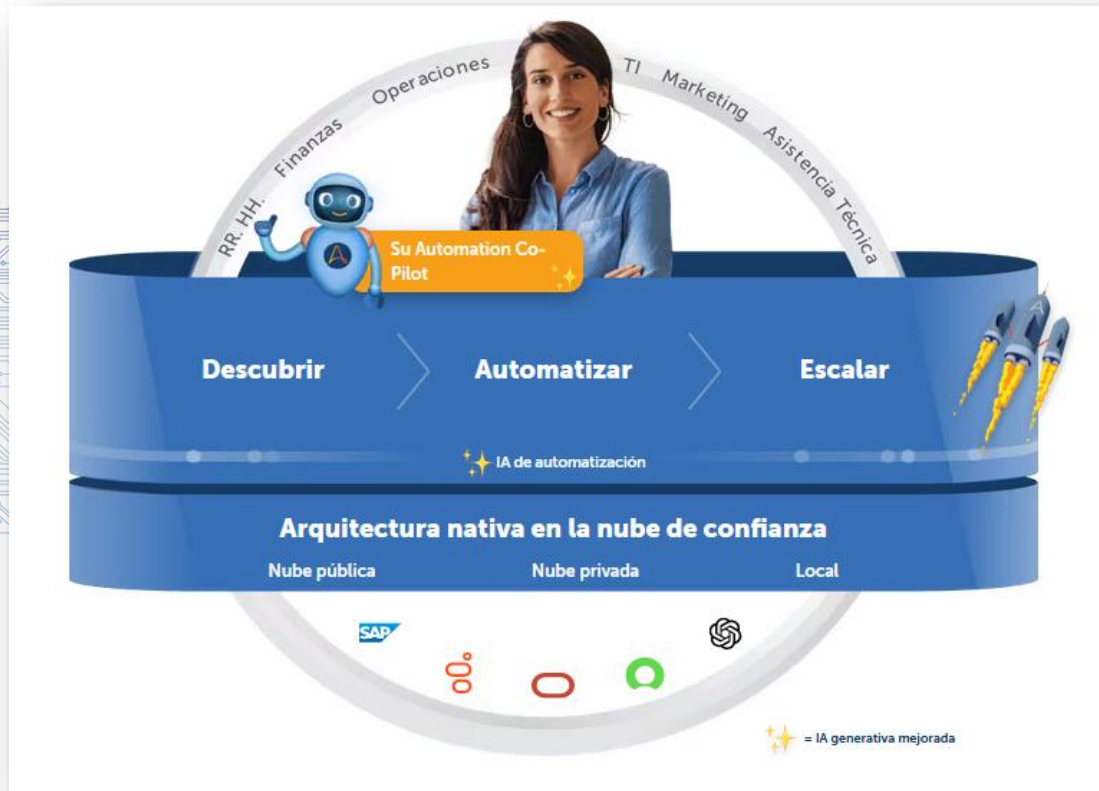 RR. HH. Finanzas Operaciones TI Marketing Asistencia Técnica
Su Automation Co-
Pilot
Descubrir Automatizar Escalar
IA de automatización
Arquitectura nativa en la nube de confianza
Nube pública Nube privada Local
SAP
= IA generativa mejorada